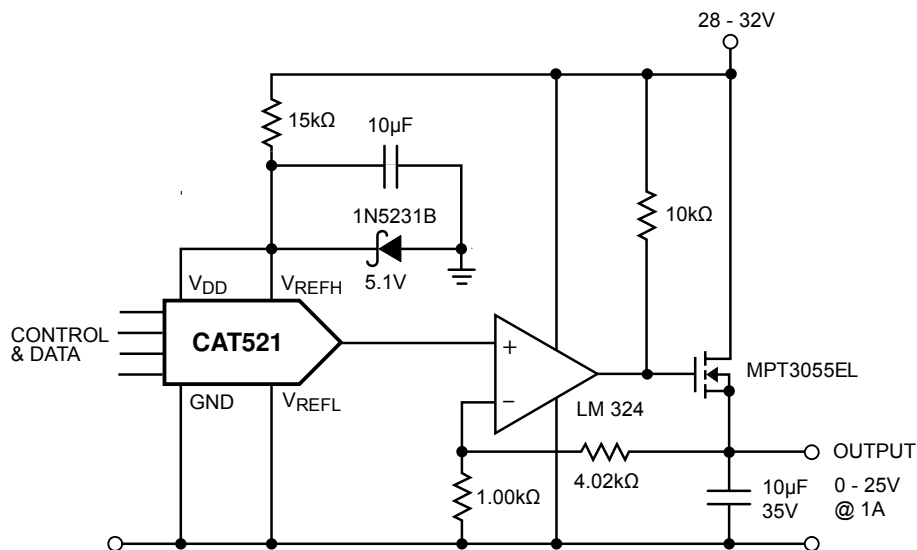 28 - 32V
15kΩ
10µF
1N5231B
10kΩ
5.1V
VDD
VREFH
CONTROL
& DATA
CAT521
+
MPT3055EL
GND
VREFL
–
LM 324
OUTPUT
4.02kΩ
1.00kΩ
10µF
35V
0 - 25V
@ 1A